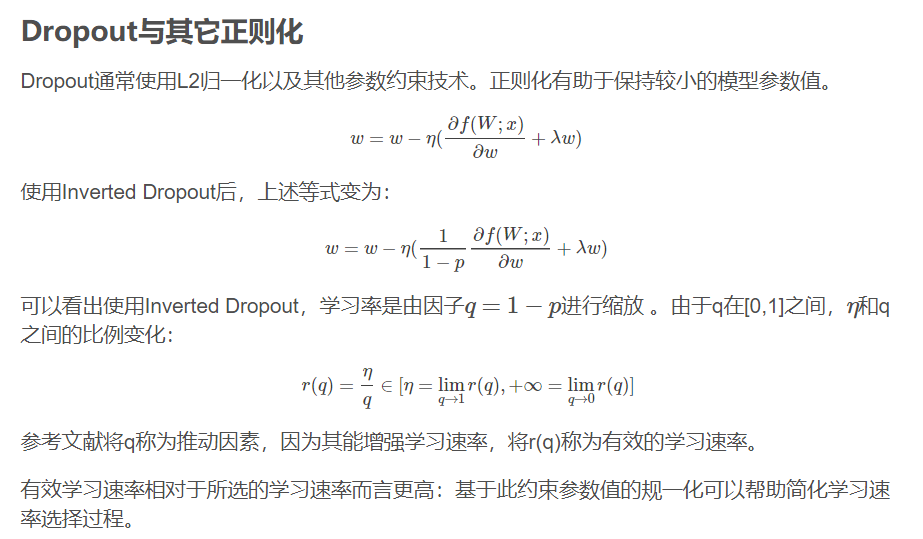 Dropout与其它正则化
Dropout通常使用L2归一化以及其他参数约束技术。正则化有助于保持较小的模型参数值。
w = w − η(∂f(W; x)/∂w + λw)
使用Inverted Dropout后，上述等式变为：
w = w − η(1/(1 − p) ∂f(W; x)/∂w + λw)
可以看出使用Inverted Dropout，学习率是由因子q = 1 − p进行缩放 。由于q在[0,1]之间，η和q
之间的比例变化：
r(q) = η/q ∈ [η = lim_{q→1} r(q), +∞ = lim_{q→0} r(q)]
参考文献将q称为推动因素，因为其能增强学习速率，将r(q)称为有效的学习速率。
有效学习速率相对于所选的学习速率而言更高：基于此约束参数值的规一化可以帮助简化学习速
率选择过程。